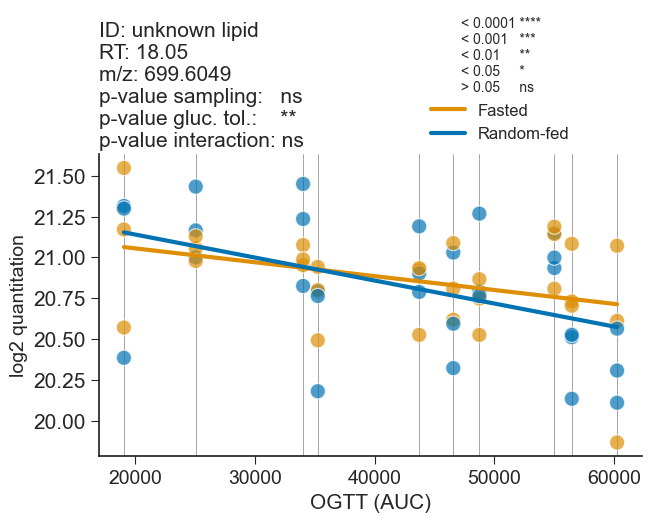 ID: unknown lipid
RT: 18.05
m/z: 699.6049
p-value sampling: ns
p-value gluc. tol.: **
p-value interaction: ns
< 0.0001 ****
< 0.001 ***
< 0.01 **
< 0.05 *
> 0.05 ns
Fasted
Random-fed
log2 quantitation
21.50
21.25
21.00
20.75
20.50
20.25
20.00
20000 30000 40000 50000 60000
OGTT (AUC)